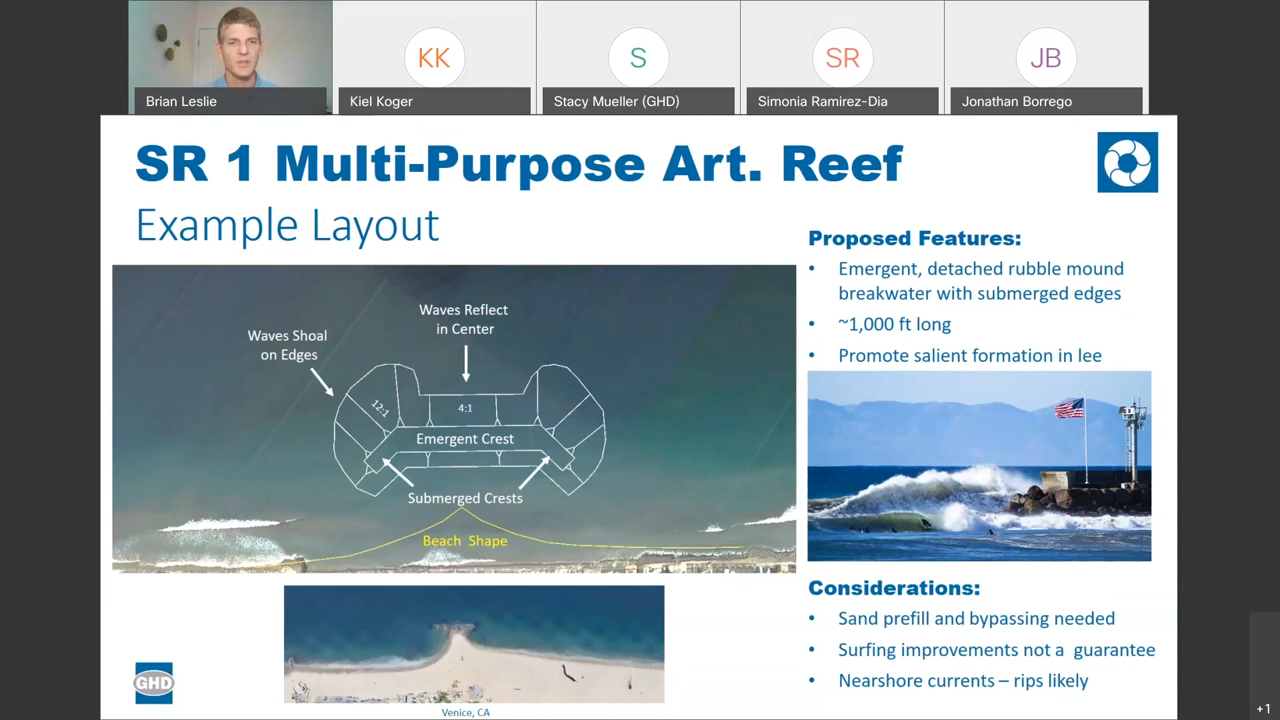 KK
S
SR
JB
Brian Leslie
Kiel Koger
Stacy Mueller (GHD)
Simonia Ramirez-Dia
Jonathan Borrego
SR 1 Multi-Purpose Art. Reef
Example Layout
Waves Shoal
on Edges
Waves Reflect
in Center
12:1
4:1
Emergent Crest
Submerged Crests
Beach Shape
Venice, CA
GHD
Proposed Features:
• Emergent, detached rubble mound
breakwater with submerged edges
• ~1,000 ft long
• Promote salient formation in lee
Considerations:
• Sand prefill and bypassing needed
• Surfing improvements not a guarantee
• Nearshore currents – rips likely
+1